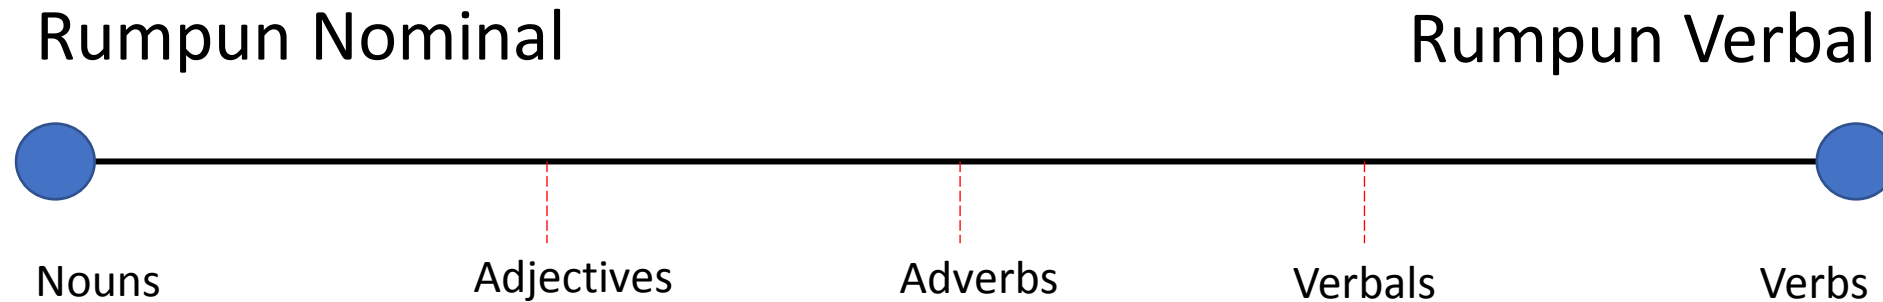 Rumpun Nominal
Rumpun Verbal
Nouns
Adjectives
Adverbs
Verbals
Verbs